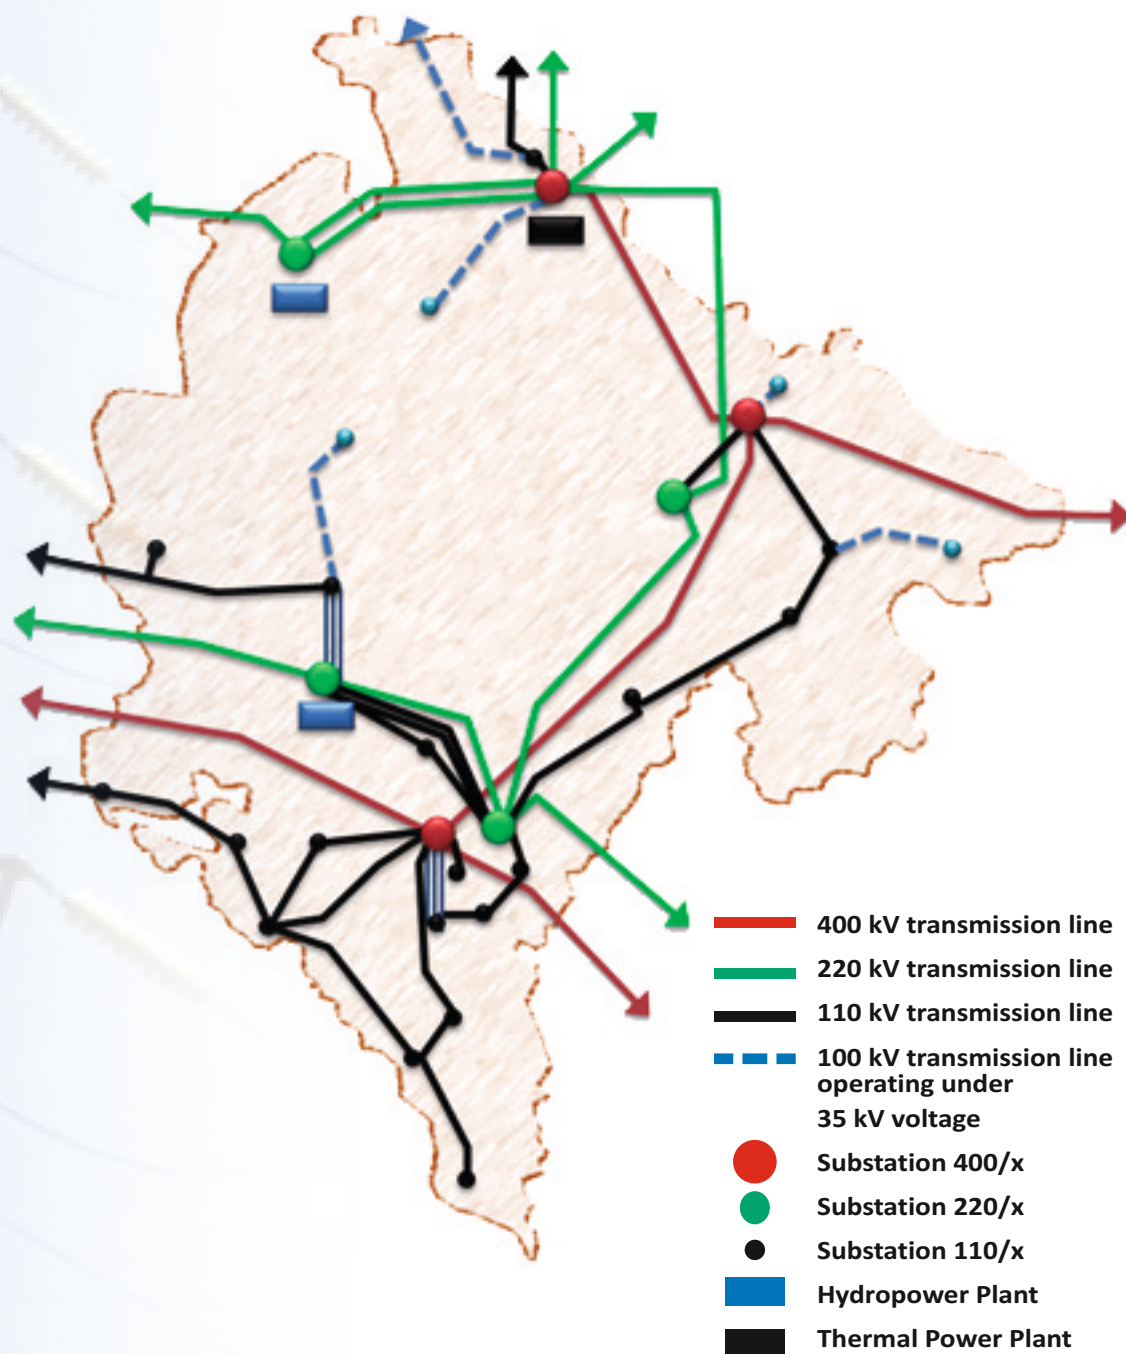 400 kV transmission line
220 kV transmission line
110 kV transmission line
100 kV transmission line
operating under
35 kV voltage
Substation 400/x
Substation 220/x
Substation 110/x
Hydropower Plant
Thermal Power Plant